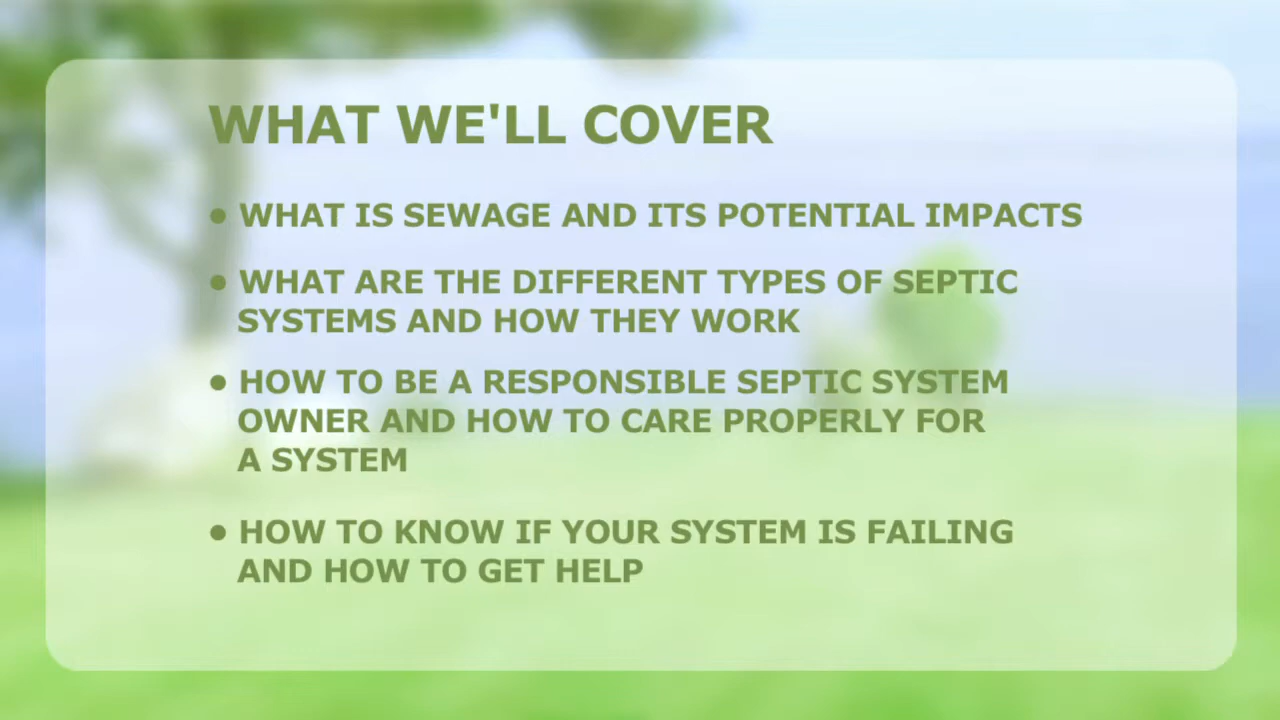 WHAT WE'LL COVER
• WHAT IS SEWAGE AND ITS POTENTIAL IMPACTS
• WHAT ARE THE DIFFERENT TYPES OF SEPTIC
SYSTEMS AND HOW THEY WORK
• HOW TO BE A RESPONSIBLE SEPTIC SYSTEM
OWNER AND HOW TO CARE PROPERLY FOR
A SYSTEM
• HOW TO KNOW IF YOUR SYSTEM IS FAILING
AND HOW TO GET HELP